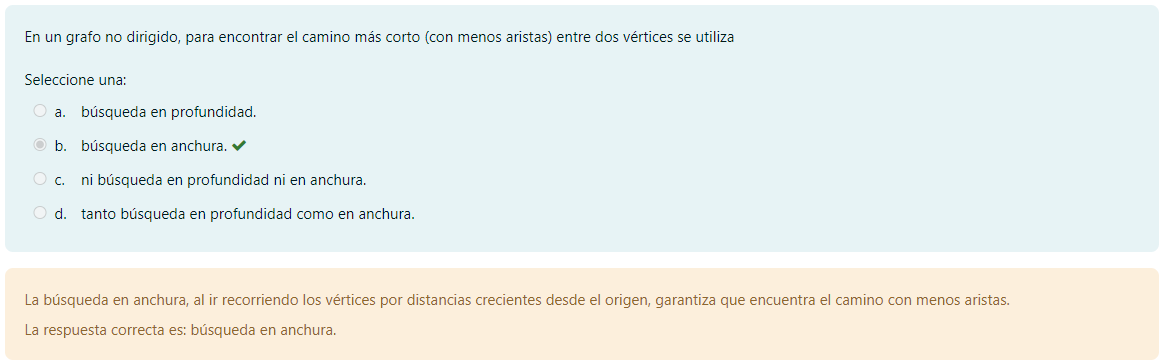 En un grafo no dirigido, para encontrar el camino más corto (con menos aristas) entre dos vértices se utiliza
Seleccione una:
a. búsqueda en profundidad.
b. búsqueda en anchura.
c. ni búsqueda en profundidad ni en anchura.
d. tanto búsqueda en profundidad como en anchura.
La búsqueda en anchura, al ir recorriendo los vértices por distancias crecientes desde el origen, garantiza que encuentra el camino con menos aristas.
La respuesta correcta es: búsqueda en anchura.